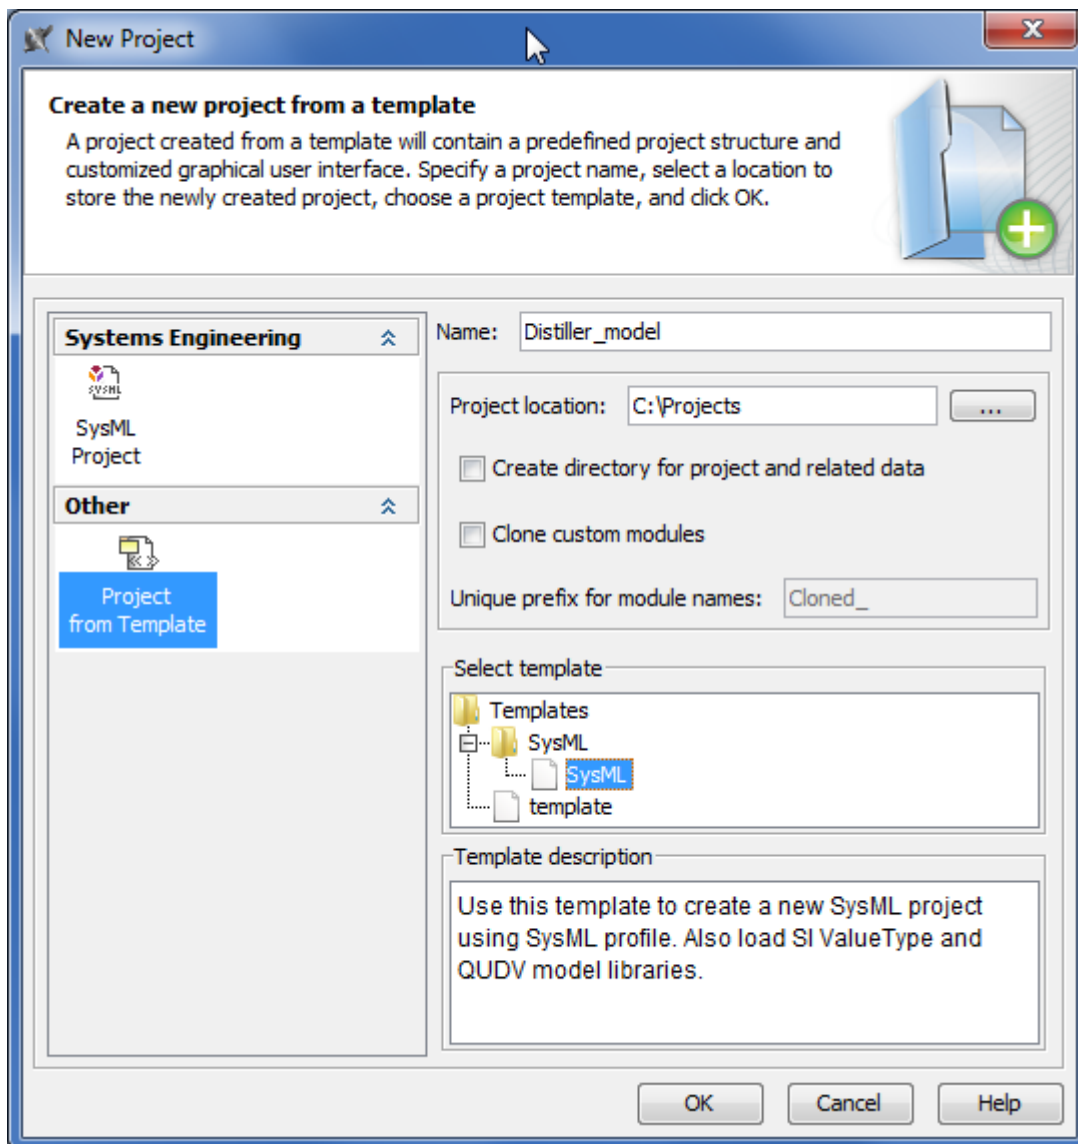 New Project
Create a new project from a template
A project created from a template will contain a predefined project structure and
customized graphical user interface. Specify a project name, select a location to
store the newly created project, choose a project template, and click OK.
Systems Engineering
SYSML
SysML
Project
Other
Project
from Template
Name: Distiller_model
Project location: C:\Projects ...
Create directory for project and related data
Clone custom modules
Unique prefix for module names: Cloned_
Select template
Templates
SysML
SysML
template
Template description
Use this template to create a new SysML project
using SysML profile. Also load SI ValueType and
QUDV model libraries.
OK Cancel Help